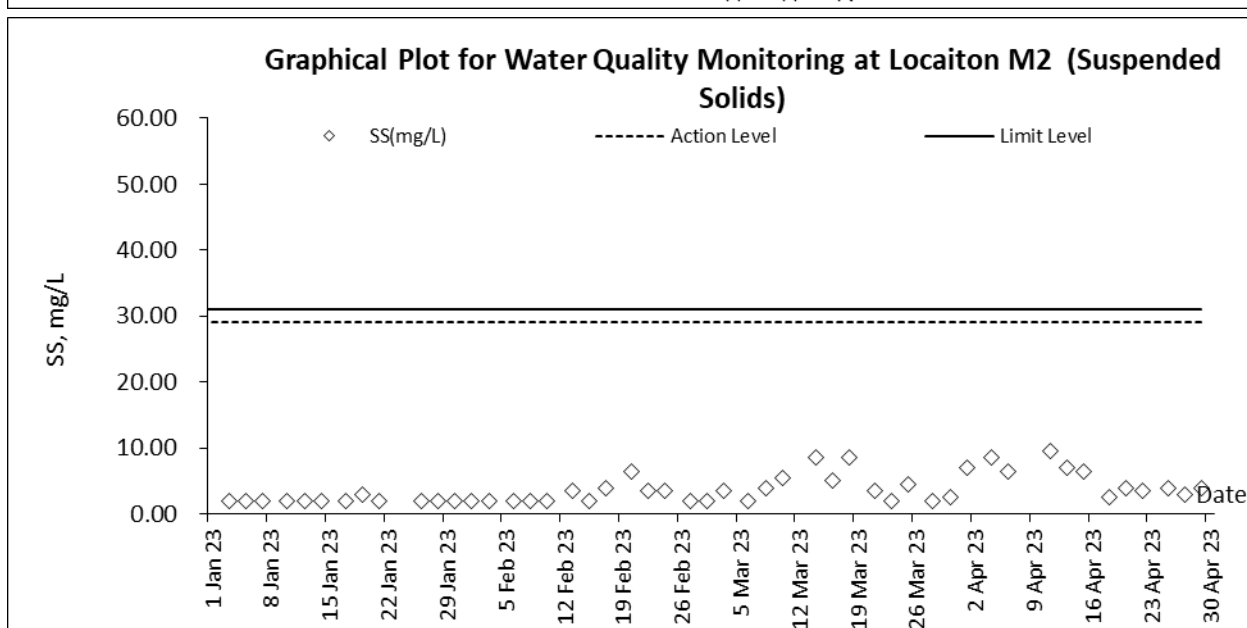 Graphical Plot for Water Quality Monitoring at Locaiton M2 (Suspended
Solids)
SS(mg/L)
Action Level
Limit Level
SS, mg/L
60.00
50.00
40.00
30.00
20.00
10.00
0.00
Date
1 Jan 23
8 Jan 23
15 Jan 23
22 Jan 23
29 Jan 23
5 Feb 23
12 Feb 23
19 Feb 23
26 Feb 23
5 Mar 23
12 Mar 23
19 Mar 23
26 Mar 23
2 Apr 23
9 Apr 23
16 Apr 23
23 Apr 23
30 Apr 23